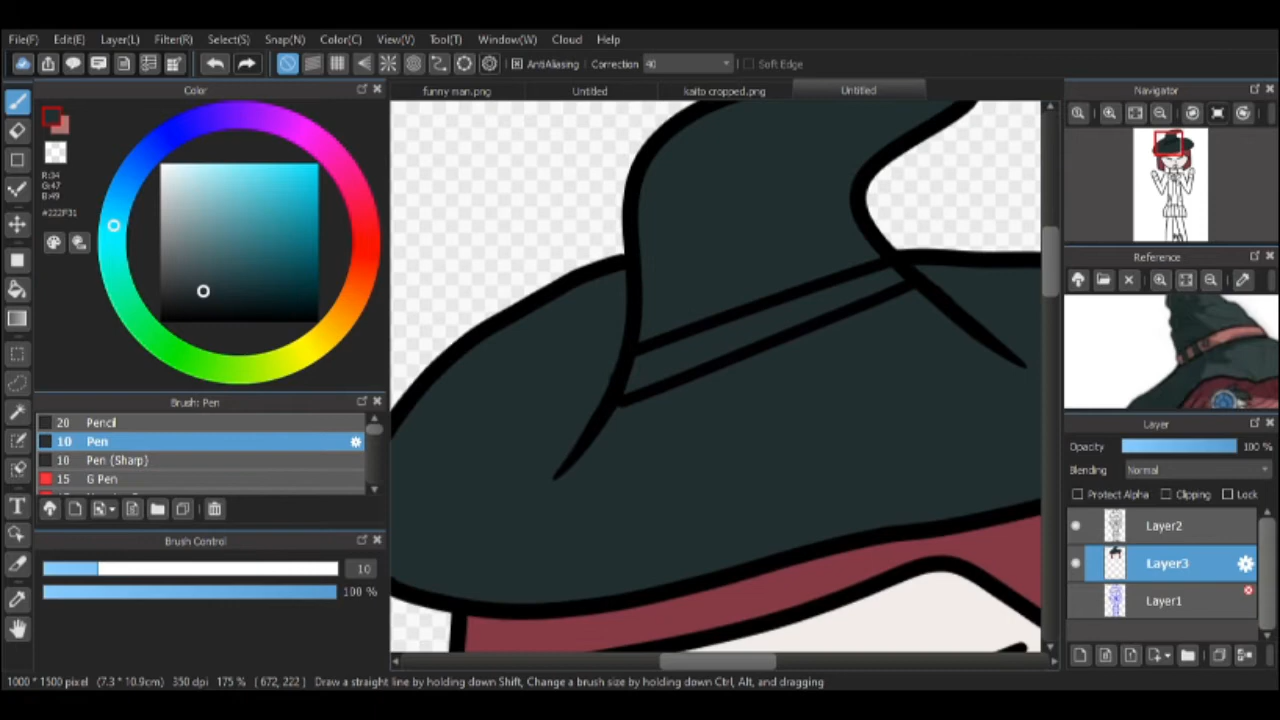 File(F) Edit(E) Layer(L) Filter(R) Select(S) Snap(N) Color(C) View(V) Tool(T) Window(W) Cloud Help
AntiAliasing Correction 40 Soft Edge
Color
funny man.png Untitled kaito cropped.png Untitled
Navigator
R:34
G:47
B:49
#222F31
Reference
Brush: Pen
20 Pencil
10 Pen
10 Pen (Sharp)
15 G Pen
Layer
Opacity 100 %
Blending Normal
Protect Alpha Clipping Lock
Layer2
Layer3
Layer1
Brush Control
10
100 %
1000 * 1500 pixel (7.3 * 10.9cm) 350 dpi 175 % ( 672, 222 ) Draw a straight line by holding down Shift, Change a brush size by holding down Ctrl, Alt, and dragging